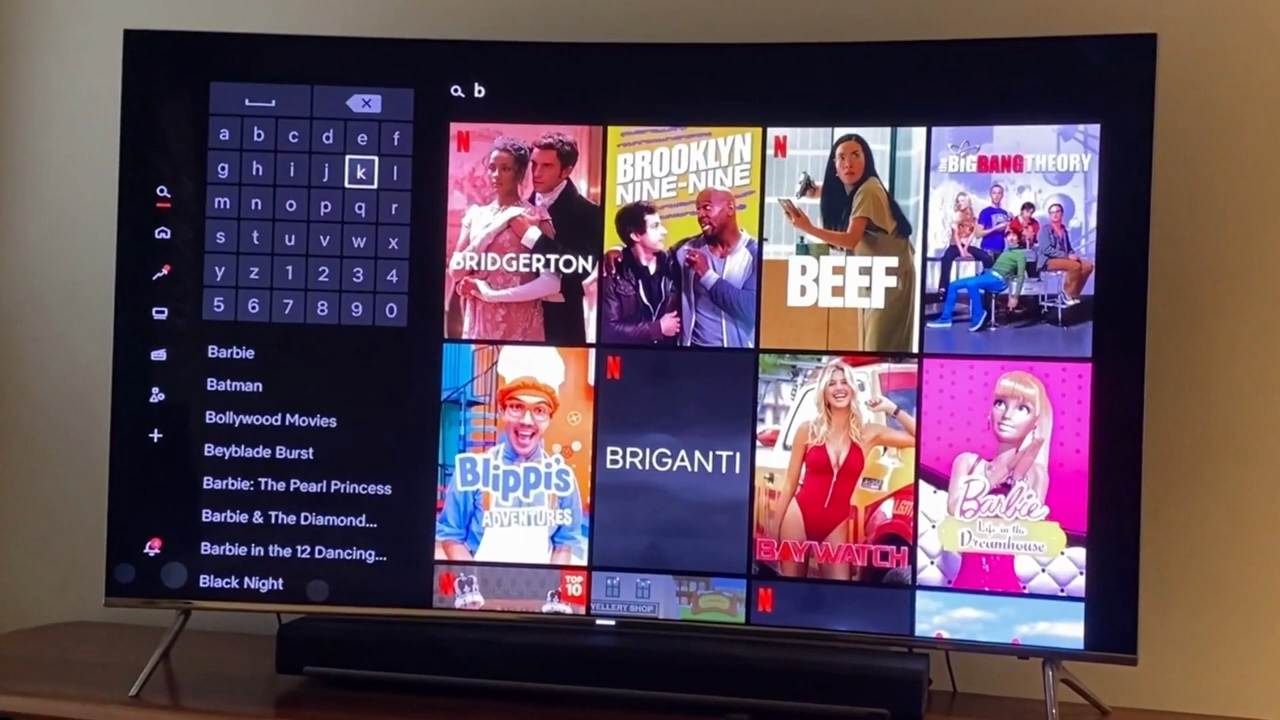 b
a b c d e f
g h i j k l
m n o p q r
s t u v w x
y z 1 2 3 4
5 6 7 8 9 0
Barbie
Batman
Bollywood Movies
Beyblade Burst
Barbie: The Pearl Princess
Barbie & The Diamond...
Barbie in the 12 Dancing...
Black Night
N
BRIDGERTON
BROOKLYN
NINE-NINE
N
BEEF
THE BIG BANG THEORY
Blippi's
ADVENTURES
N
BRIGANTI
BAYWATCH
Barbie
Life in the
Dreamhouse
N
TOP
10
VELLERY SHOP
N